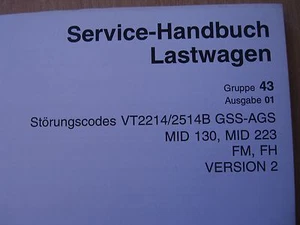 Service-Handbuch
Lastwagen
Gruppe 43
Ausgabe 01
Störungscodes VT2214/2514B GSS-AGS
MID 130, MID 223
FM, FH
VERSION 2